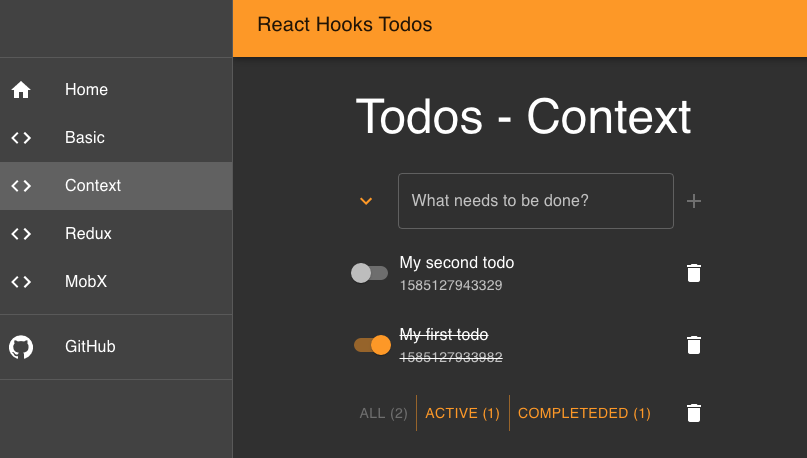 React Hooks Todos
Home
Basic
Context
Redux
MobX
GitHub
Todos - Context
What needs to be done?
My second todo
1585127943329
My first todo
1585127933982
ALL (2) ACTIVE (1) COMPLETEDED (1)